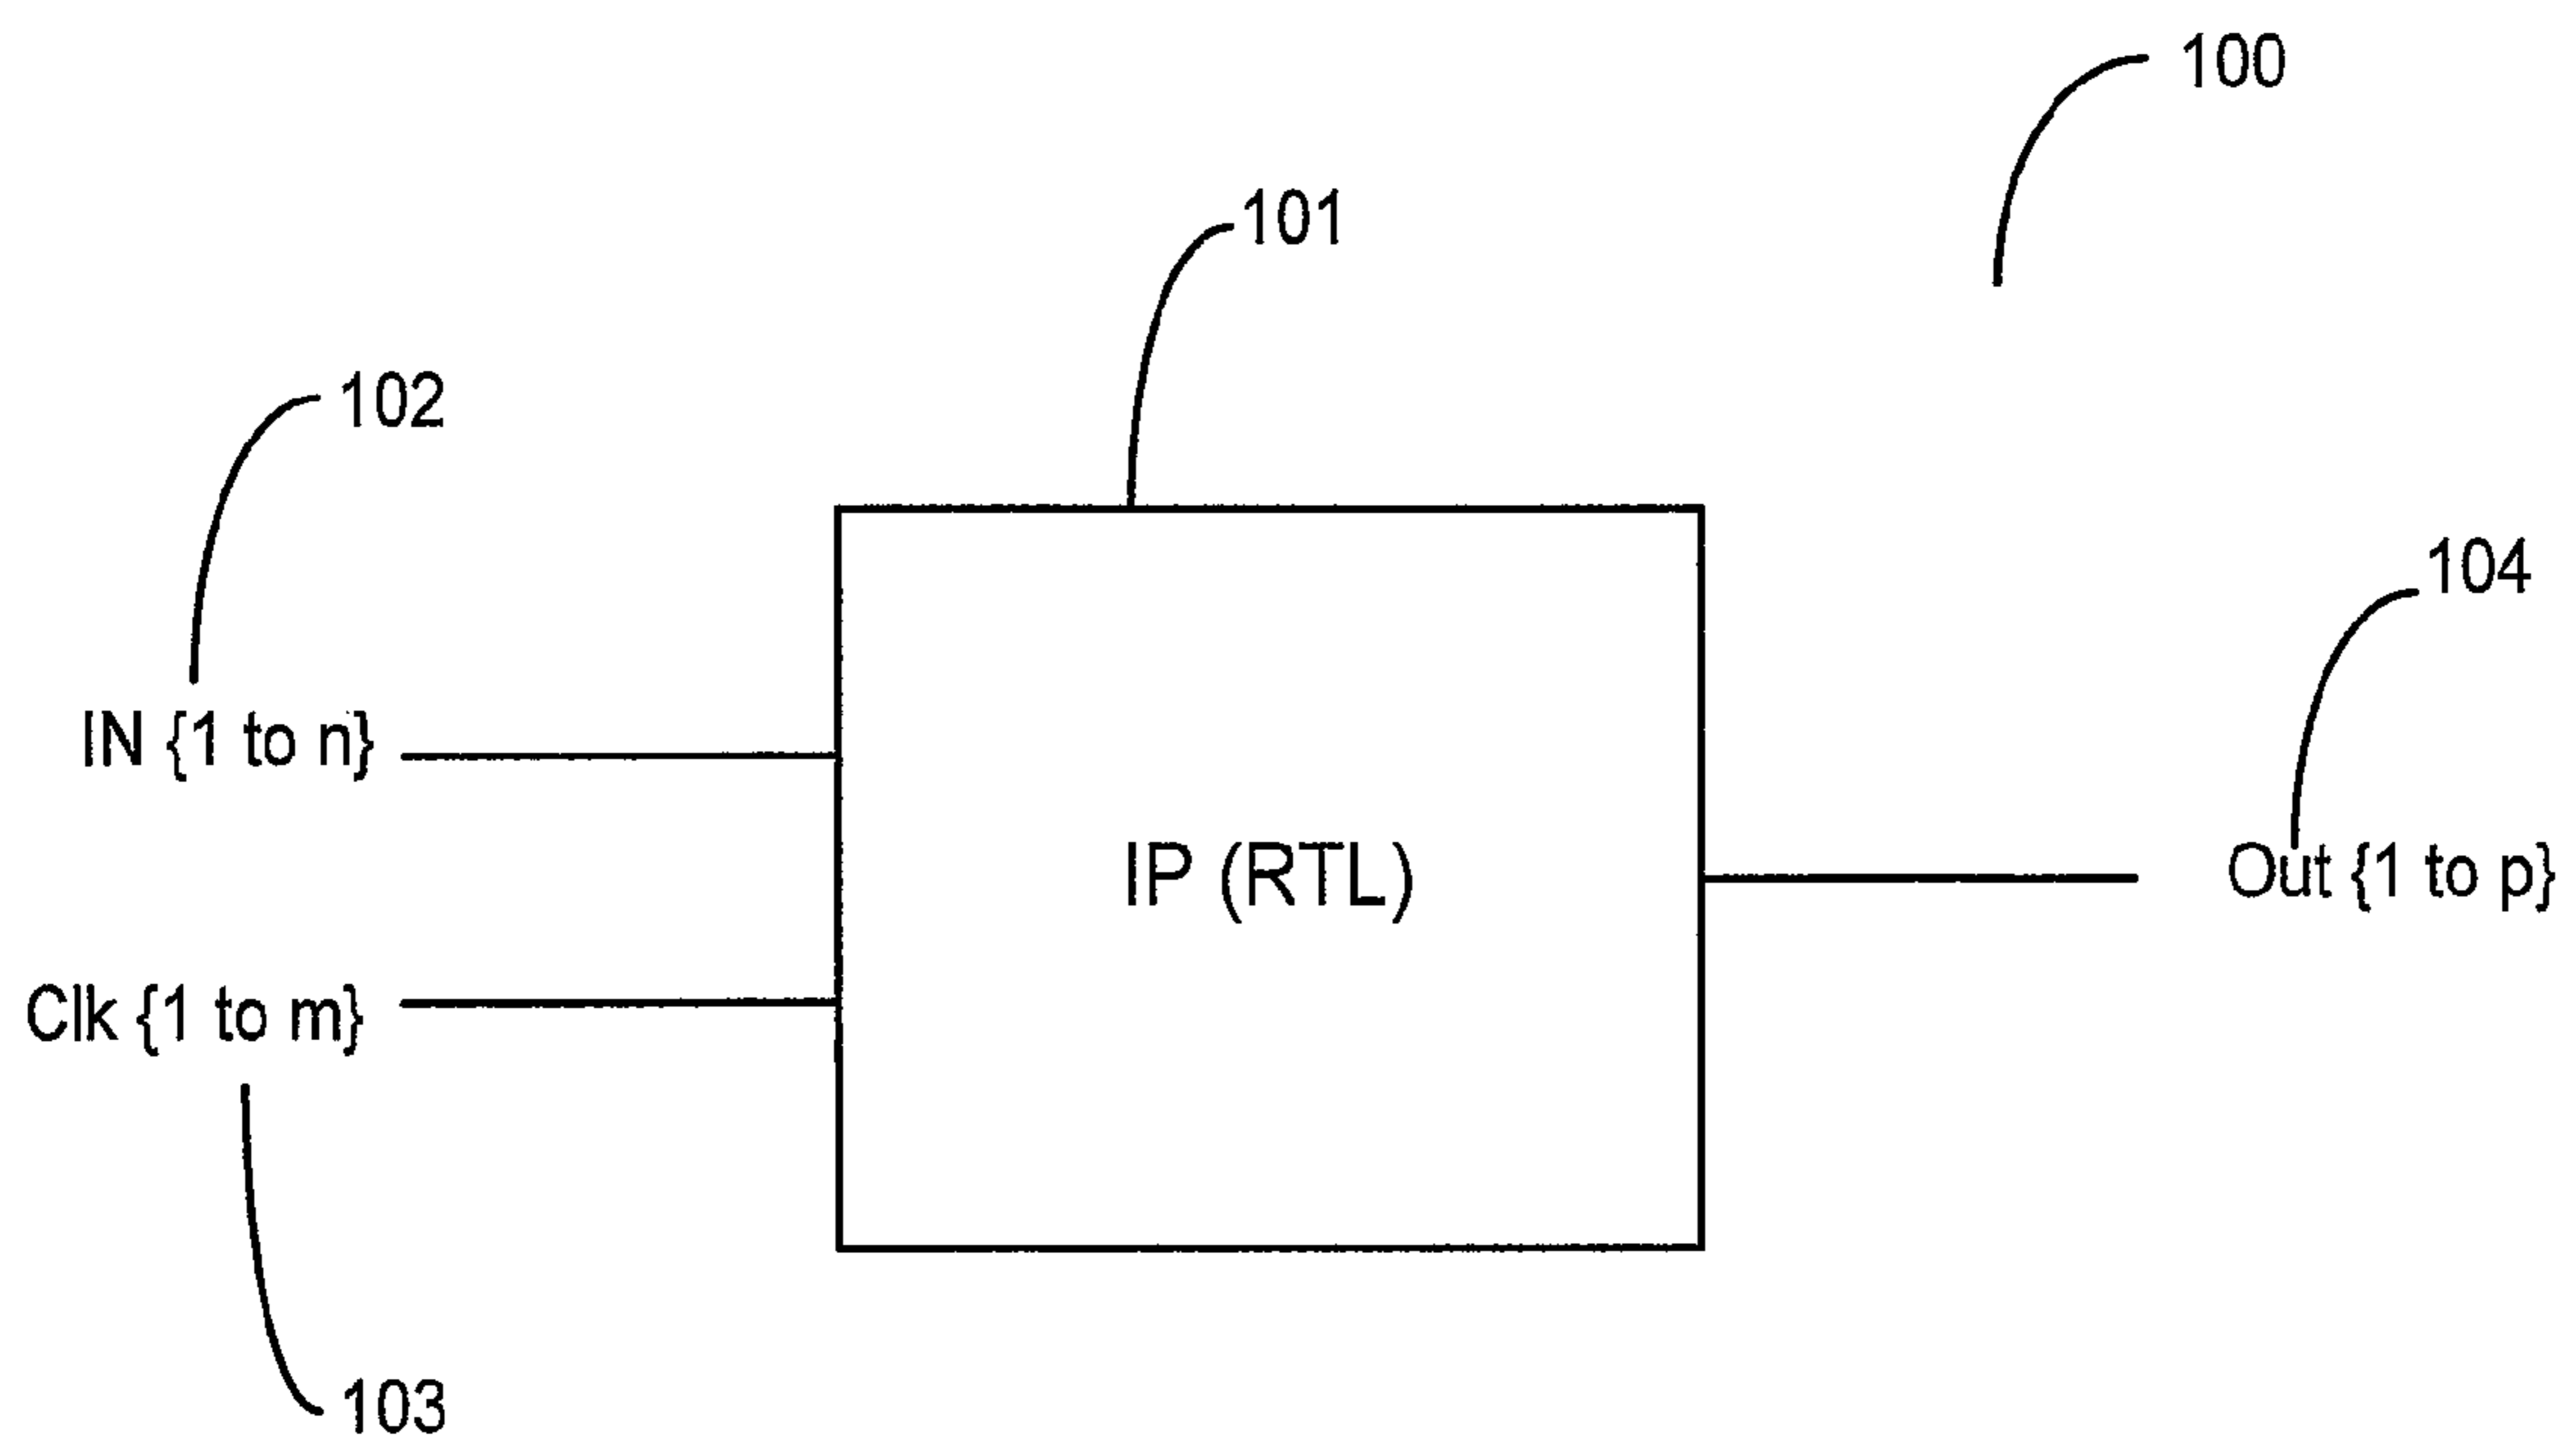 100
101
102
104
IN {1 to n}
IP (RTL)
Out {1 to p}
Clk {1 to m}
103